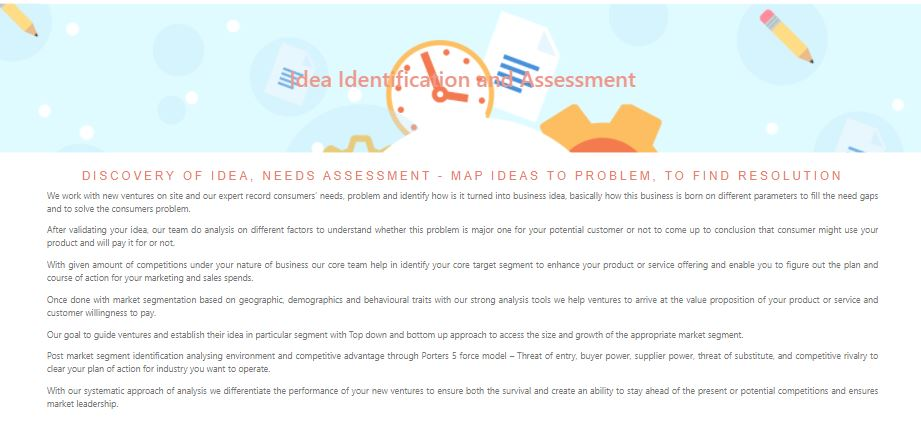 Idea Identification and Assessment
DISCOVERY OF IDEA, NEEDS ASSESSMENT - MAP IDEAS TO PROBLEM, TO FIND RESOLUTION
We work with new ventures on site and our expert record consumers' needs, problem and identify how is it turned into business idea, basically how this business is born on different parameters to fill the need gaps
and to solve the consumers problem.
After validating your idea, our team do analysis on different factors to understand whether this problem is major one for your potential customer or not to come up to conclusion that consumer might use your
product and will pay it for or not.
With given amount of competitions under your nature of business our core team help in identify your core target segment to enhance your product or service offering and enable you to figure out the plan and
course of action for your marketing and sales spends.
Once done with market segmentation based on geographic, demographics and behavioural traits with our strong analysis tools we help ventures to arrive at the value proposition of your product or service and
customer willingness to pay.
Our goal to guide ventures and establish their idea in particular segment with Top down and bottom up approach to access the size and growth of the appropriate market segment.
Post market segment identification analysing environment and competitive advantage through Porters 5 force model – Threat of entry, buyer power, supplier power, threat of substitute, and competitive rivalry to
clear your plan of action for industry you want to operate.
With our systematic approach of analysis we differentiate the performance of your new ventures to ensure both the survival and create an ability to stay ahead of the present or potential competitions and ensures
market leadership.